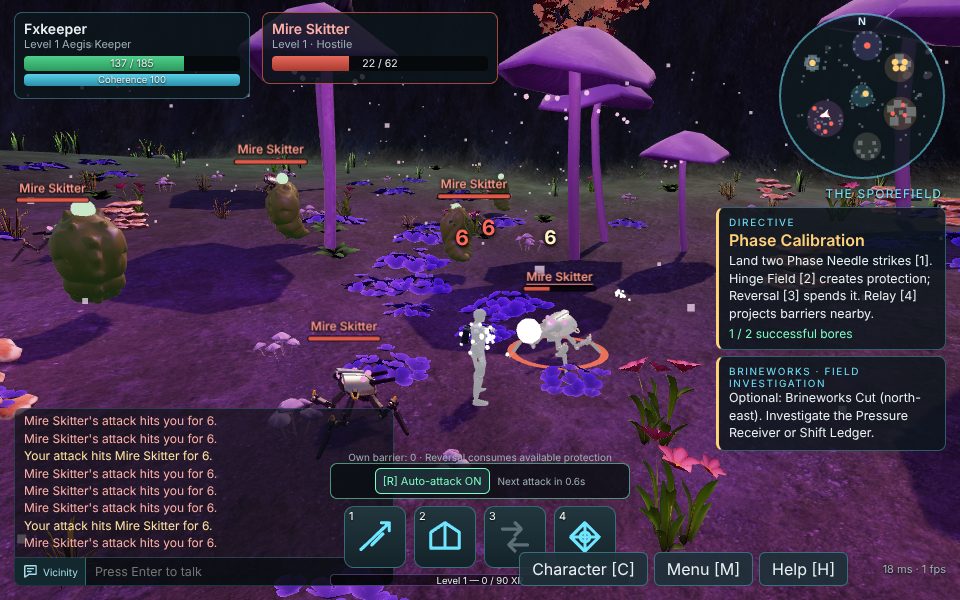 Fxkeeper
Level 1 Aegis Keeper
137 / 185
Coherence 100
Mire Skitter
Level 1 · Hostile
22 / 62
N
THE SPOREFIELD
DIRECTIVE
Phase Calibration
Land two Phase Needle strikes [1].
Hinge Field [2] creates protection;
Reversal [3] spends it. Relay [4]
projects barriers nearby.
1 / 2 successful bores
BRINEWORKS · FIELD
INVESTIGATION
Optional: Brineworks Cut (north-
east). Investigate the Pressure
Receiver or Shift Ledger.
Mire Skitter
Mire Skitter
Mire Skitter
6 6 6
Mire Skitter
Mire Skitter
Mire Skitter's attack hits you for 6.
Mire Skitter's attack hits you for 6.
Your attack hits Mire Skitter for 6.
Mire Skitter's attack hits you for 6.
Mire Skitter's attack hits you for 6.
Mire Skitter's attack hits you for 6.
Your attack hits Mire Skitter for 6.
Mire Skitter's attack hits you for 6.
Vicinity
Press Enter to talk
Own barrier: 0 · Reversal consumes available protection
[R] Auto-attack ON
Next attack in 0.6s
1
2
3
4
Level 1 — 0 / 90
Character [C]
Menu [M]
Help [H]
18 ms · 1 fps